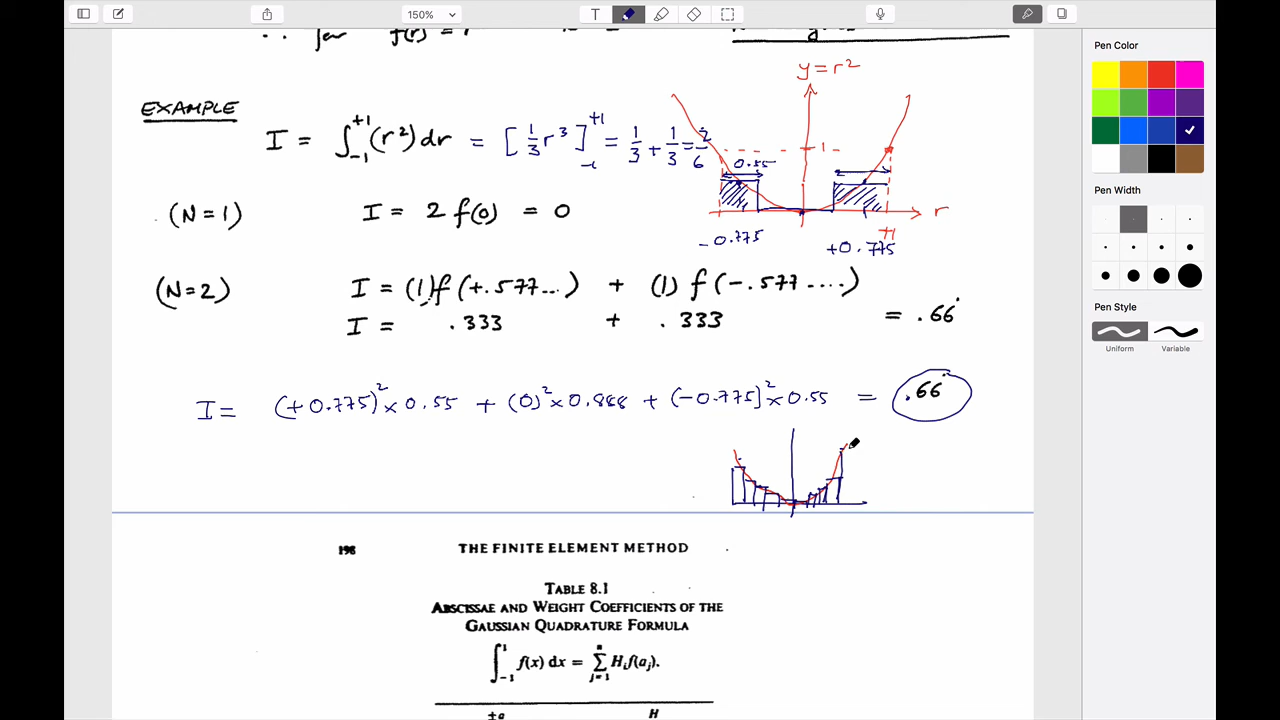 150%
Pen Color
y = r²
EXAMPLE
I = ∫₋₁⁺¹ (r²) dr = [ 1/3 r³ ]₋₁⁺¹ = 1/3 + 1/3 = 2/6
1
0.55
(N=1) I = 2 f(0) = 0
r
+1
-0.775 +0.775
(N=2) I = (1) f(+.577...) + (1) f(-.577....)
I = .333 + .333 = .66
I = (+0.775)² × 0.55 + (0)² × 0.888 + (-0.775)² × 0.55 = .66
Pen Width
Pen Style
Uniform Variable
198 THE FINITE ELEMENT METHOD
TABLE 8.1
ABSCISSAE AND WEIGHT COEFFICIENTS OF THE
GAUSSIAN QUADRATURE FORMULA
∫₋₁¹ f(x) dx = Σⱼ₌₁ⁿ Hᵢf(aⱼ).
±a H